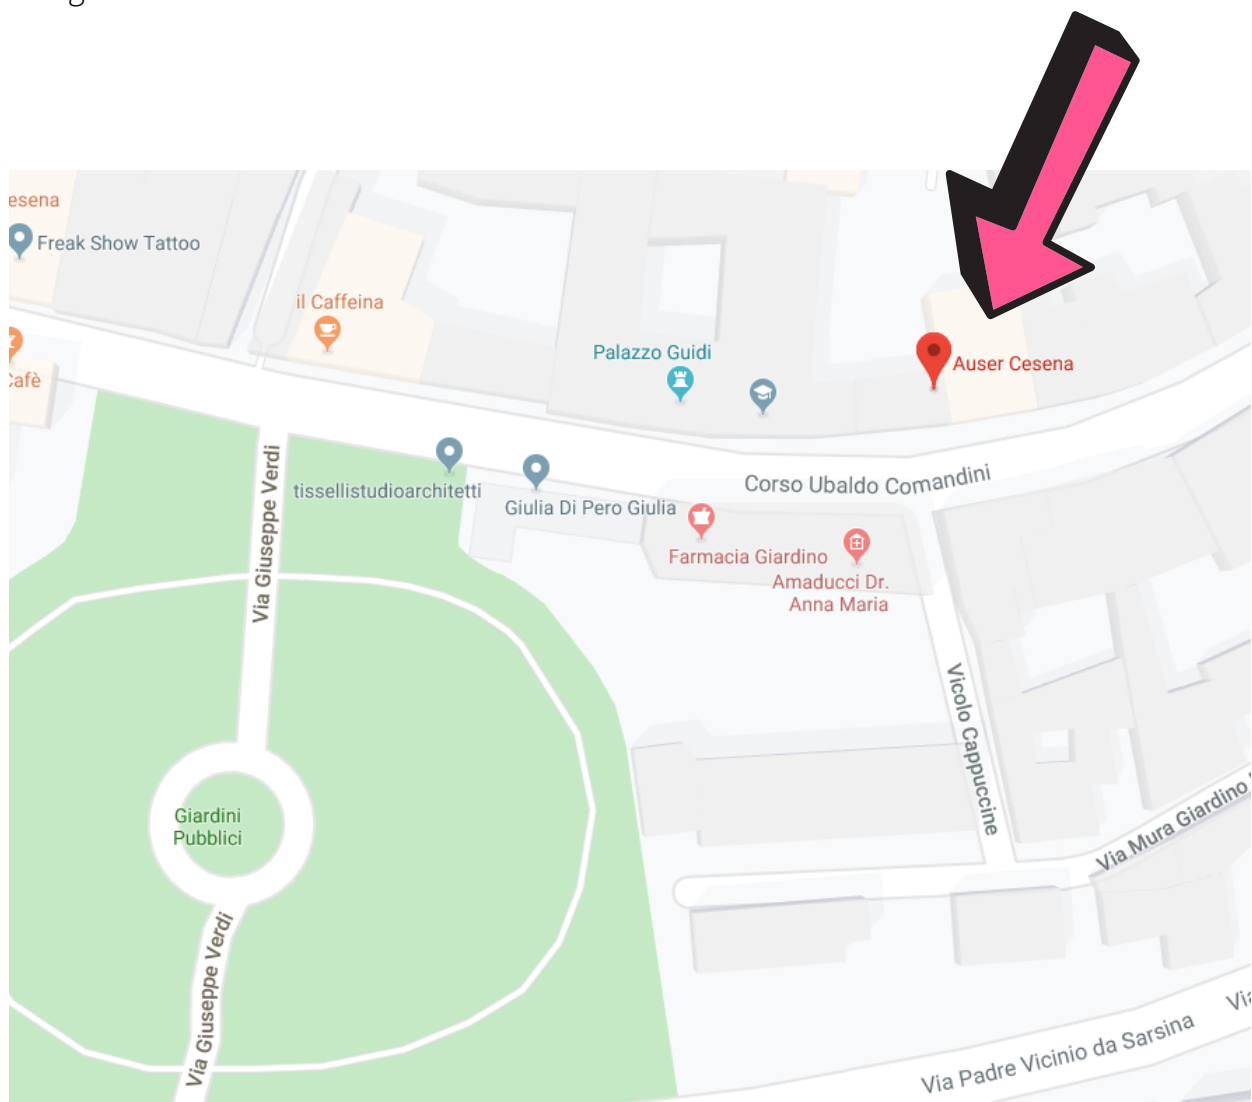 esena
Freak Show Tattoo
il Caffeina
Palazzo Guidi
Auser Cesena
Cafè
Via Giuseppe Verdi
tissellistudioarchitetti
Corso Ubaldo Comandini
Giulia Di Pero Giulia
Farmacia Giardino
Amaducci Dr.
Anna Maria
Vicolo Cappuccine
Giardini
Pubblici
Via Mura Giardino
Via Giuseppe Verdi
Via Padre Vicinio da Sarsina